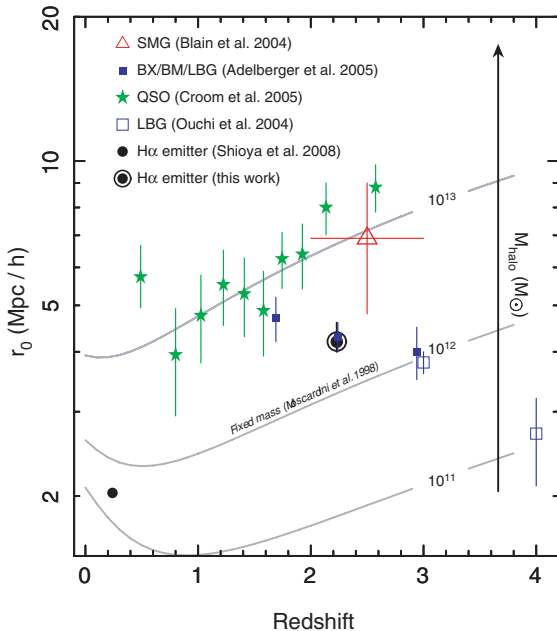 20
10
5
2
r₀ (Mpc / h)
SMG (Blain et al. 2004)
BX/BM/LBG (Adelberger et al. 2005)
QSO (Croom et al. 2005)
LBG (Ouchi et al. 2004)
Hα emitter (Shioya et al. 2008)
Hα emitter (this work)
10¹³
10¹²
10¹¹
M_halo (M⊙)
Fixed mass (Moscardni et al. 1998)
0 1 2 3 4
Redshift